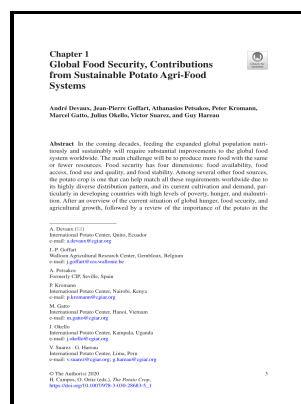 Chapter 1
Global Food Security, Contributions
from Sustainable Potato Agri-Food
Systems
André Devaux, Jean-Pierre Goffart, Athanasios Petsakos, Peter Kromann,
Marcel Gatto, Julius Okello, Victor Suarez, and Guy Hareau
Abstract In the coming decades, feeding the expanded global population nutri-
tiously and sustainably will require substantial improvements to the global food
system worldwide. The main challenge will be to produce more food with the same
or fewer resources. Food security has four dimensions: food availability, food
access, food use and quality, and food stability. Among several other food sources,
the potato crop is one that can help match all these requirements worldwide due to
its highly diverse distribution pattern, and its current cultivation and demand, par-
ticularly in developing countries with high levels of poverty, hunger, and malnutri-
tion. After an overview of the current situation of global hunger, food security, and
agricultural growth, followed by a review of the importance of the potato in the
A. Devaux
International Potato Center, Quito, Ecuador
e-mail: a.devaux@cgiar.org
J.-P. Goffart
Walloon Agricultural Research Center, Gembloux, Belgium
e-mail: j.goffart@cra.wallonie.be
A. Petsakos
Formerly CIP, Seville, Spain
P. Kromann
International Potato Center, Nairobi, Kenya
e-mail: p.kromann@cgiar.org
M. Gatto
International Potato Center, Hanoi, Vietnam
e-mail: m.gatto@cgiar.org
J. Okello
International Potato Center, Kampala, Uganda
e-mail: j.okello@cgiar.org
V. Suarez · G. Hareau
International Potato Center, Lima, Peru
e-mail: v.suarez@cgiar.org; g.hareau@cgiar.org
© The Author(s) 2020 3
H. Campos, O. Ortiz (eds.), The Potato Crop,
https://doi.org/10.1007/978-3-030-28683-5_1